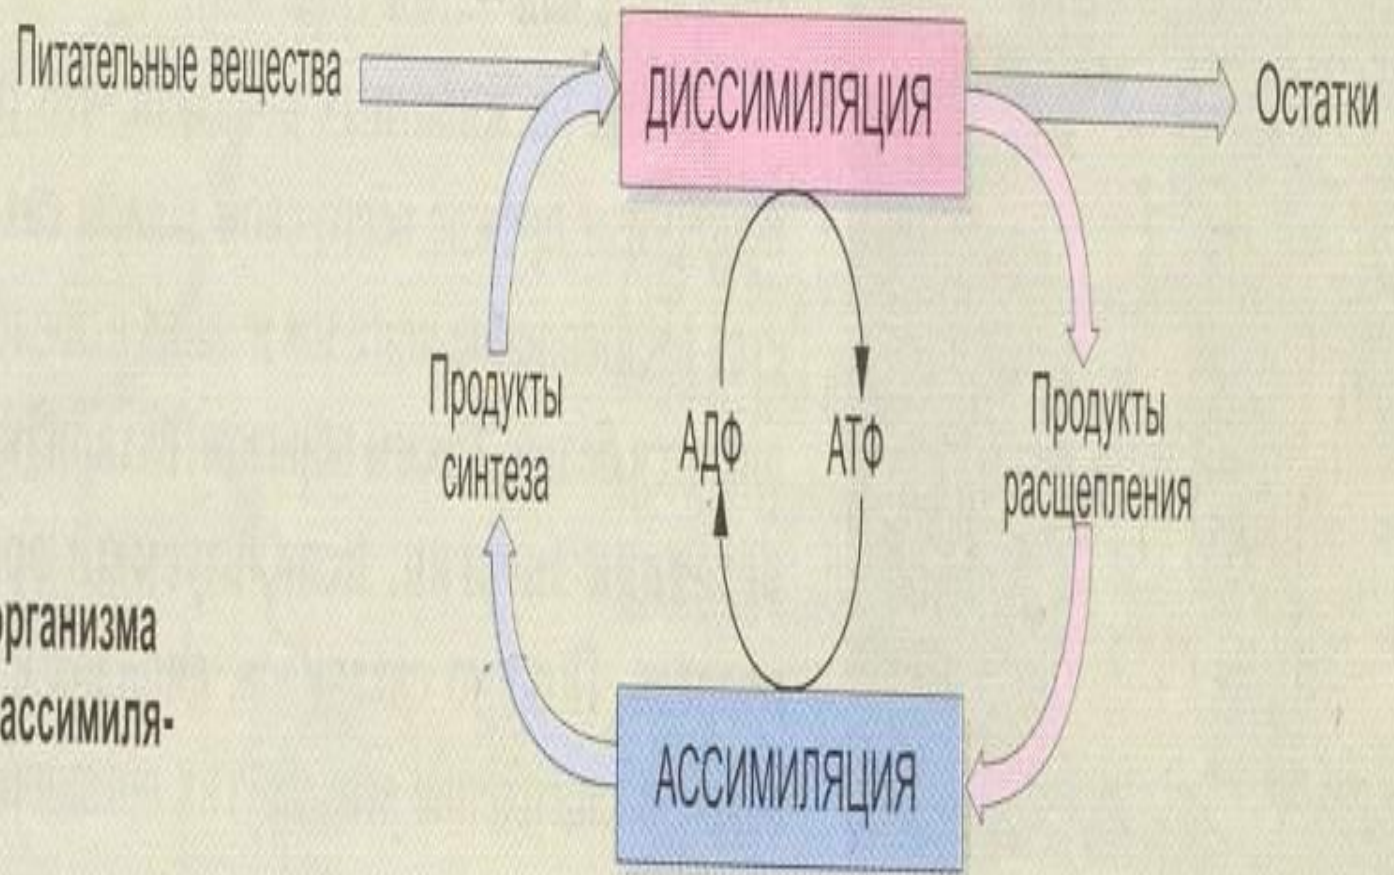 Питательные вещества
ДИССИМИЛЯЦИЯ
Остатки
Продукты
синтеза
АДФ
АТФ
Продукты
расщепления
организма
ассимиля-
АССИМИЛЯЦИЯ